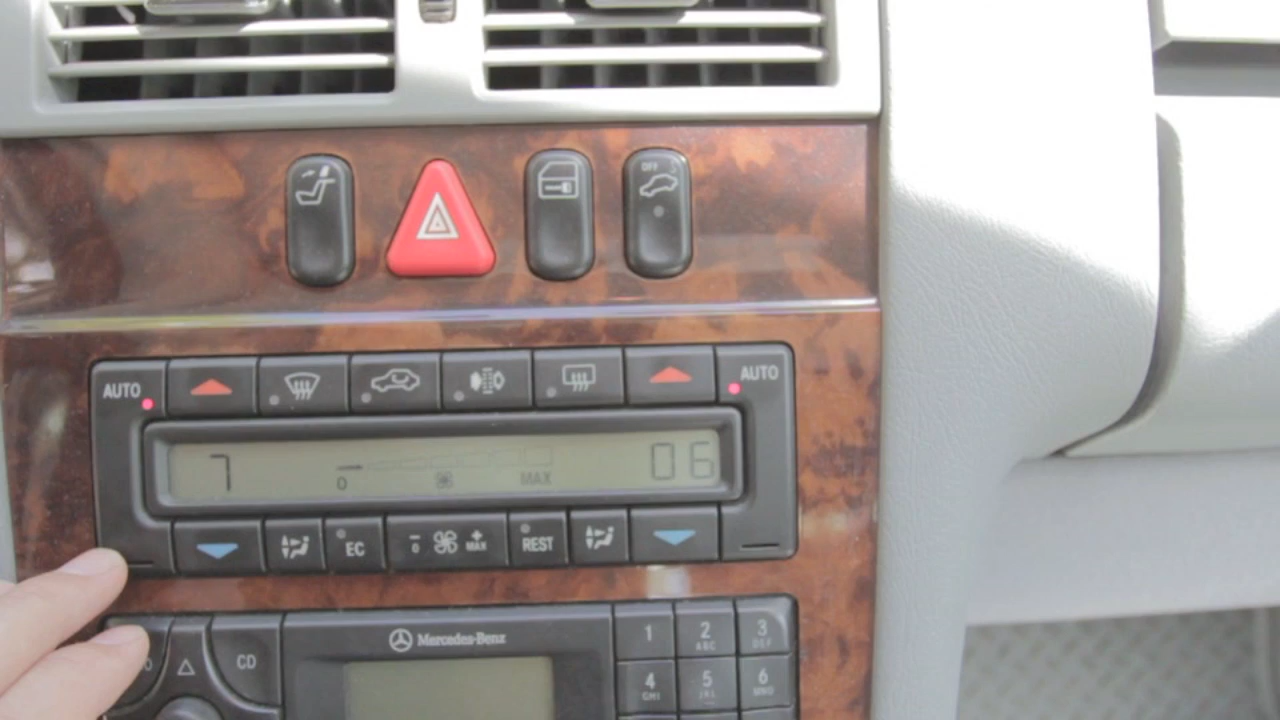 OFF
AUTO AUTO
7 0 MAX 06
EC - 0 + MAX REST
Mercedes-Benz
CD
1 2 ABC 3 DEF
4 GHI 5 JKL 6 MNO